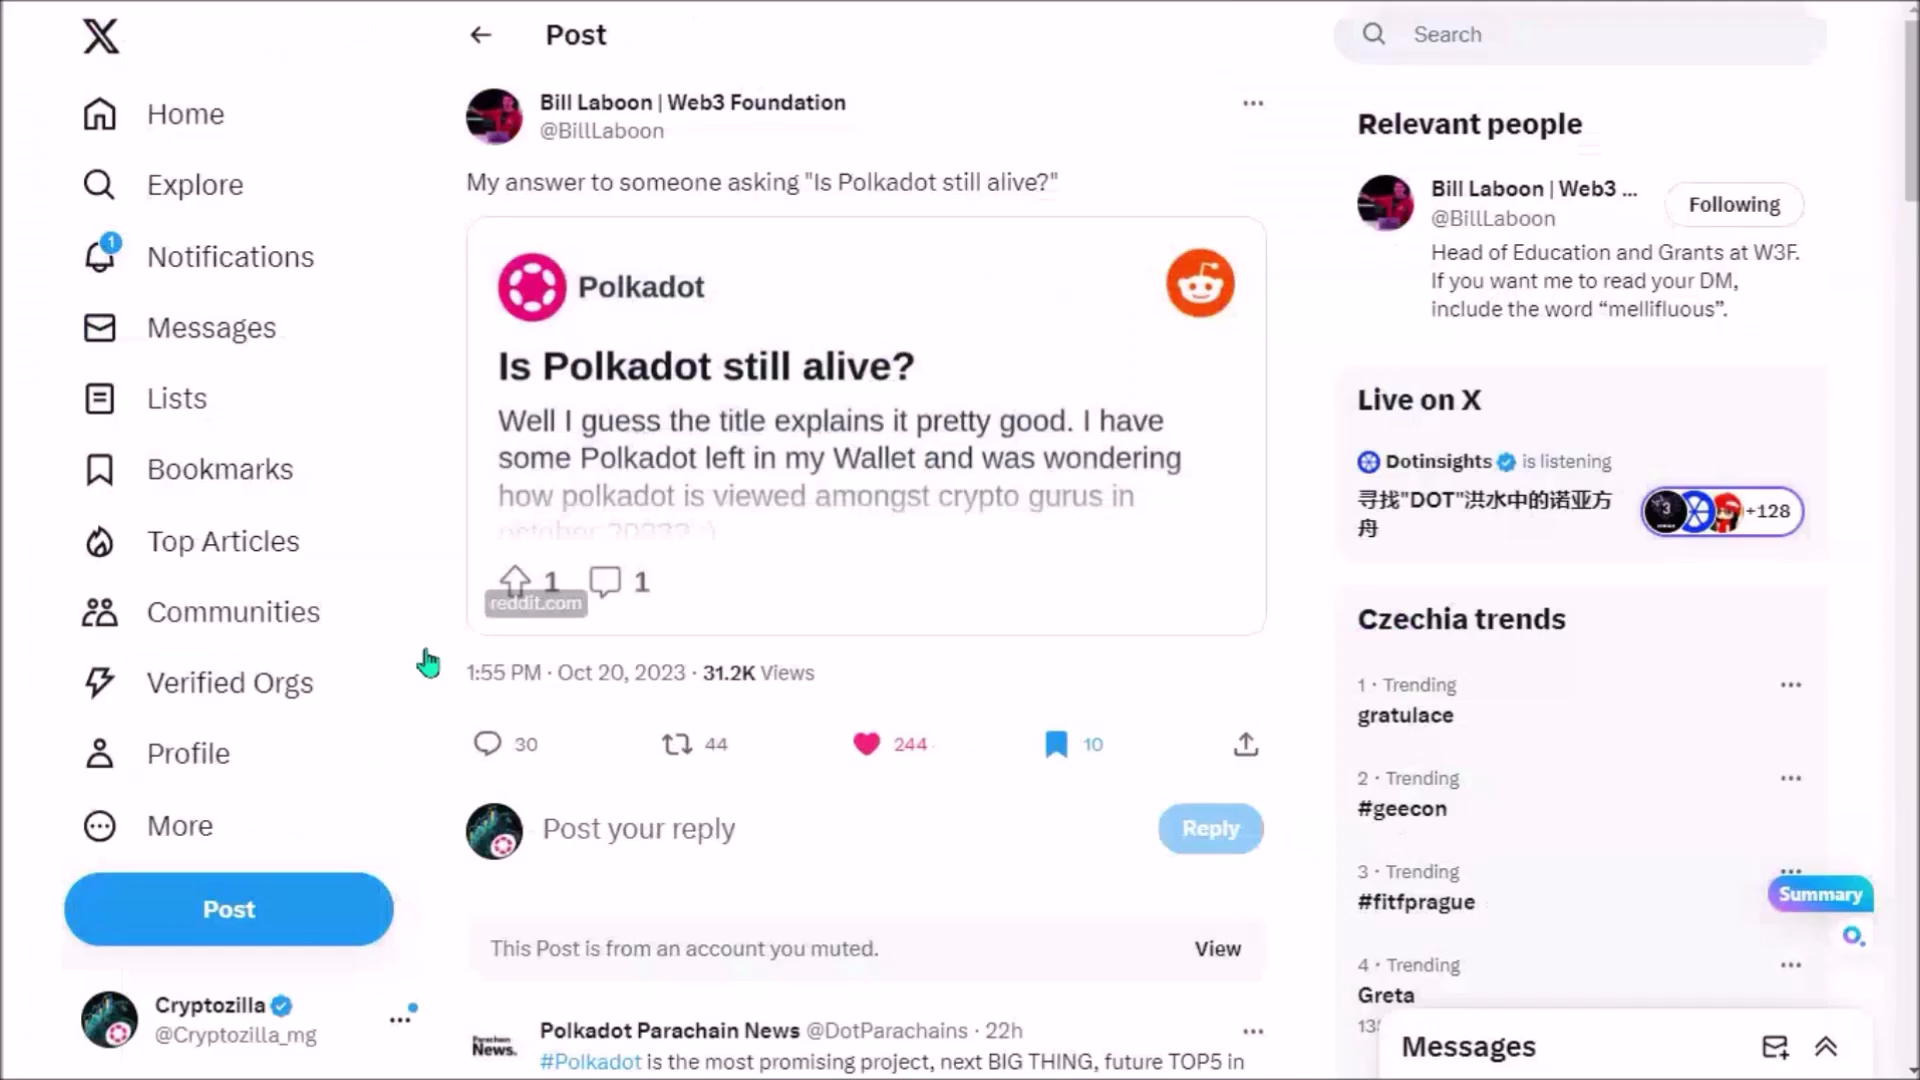 Home
Explore
1
Notifications
Messages
Lists
Bookmarks
Top Articles
Communities
Verified Orgs
Profile
More
Post
Cryptozilla
@Cryptozilla_mg
Post
Bill Laboon | Web3 Foundation
@BillLaboon
My answer to someone asking "Is Polkadot still alive?"
Polkadot
Is Polkadot still alive?
Well I guess the title explains it pretty good. I have
some Polkadot left in my Wallet and was wondering
how polkadot is viewed amongst crypto gurus in
october 2023? :)
1 1
reddit.com
1:55 PM · Oct 20, 2023 · 31.2K Views
30 44 244 10
Post your reply
Reply
This Post is from an account you muted.
View
Parachain
News.
Polkadot Parachain News @DotParachains · 22h
#Polkadot is the most promising project, next BIG THING, future TOP5 in
Search
Relevant people
Bill Laboon | Web3 ...
@BillLaboon
Following
Head of Education and Grants at W3F.
If you want me to read your DM,
include the word “mellifluous”.
Live on X
Dotinsights is listening
寻找"DOT"洪水中的诺亚方
舟
+128
Czechia trends
1 · Trending
gratulace
2 · Trending
#geecon
3 · Trending
#fitfprague
4 · Trending
Greta
Summary
Messages